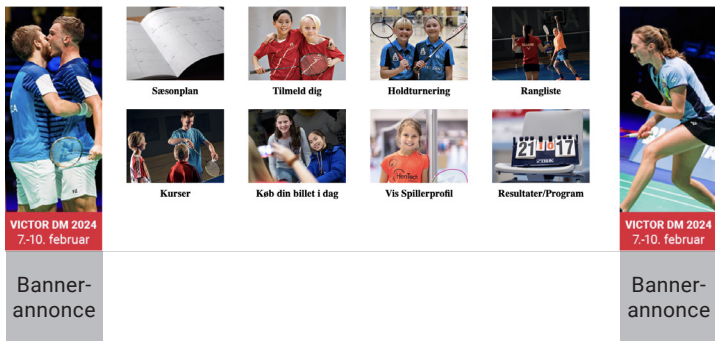 Sæsonplan
Tilmeld dig
Holdturnering
Rangliste
21
17
HanTech
Kurser
Køb din billet i dag
Vis Spillerprofil
Resultater/Program
VICTOR DM 2024
7.-10. februar
VICTOR DM 2024
7.-10. februar
Banner-
annonce
Banner-
annonce